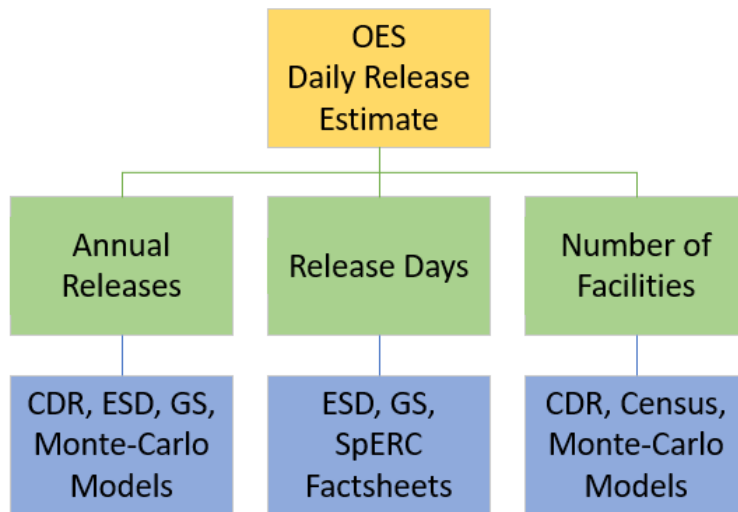 OES
Daily Release
Estimate
Annual
Releases
Release Days
Number of
Facilities
CDR, ESD, GS,
Monte-Carlo
Models
ESD, GS,
SpERC
Factsheets
CDR, Census,
Monte-Carlo
Models